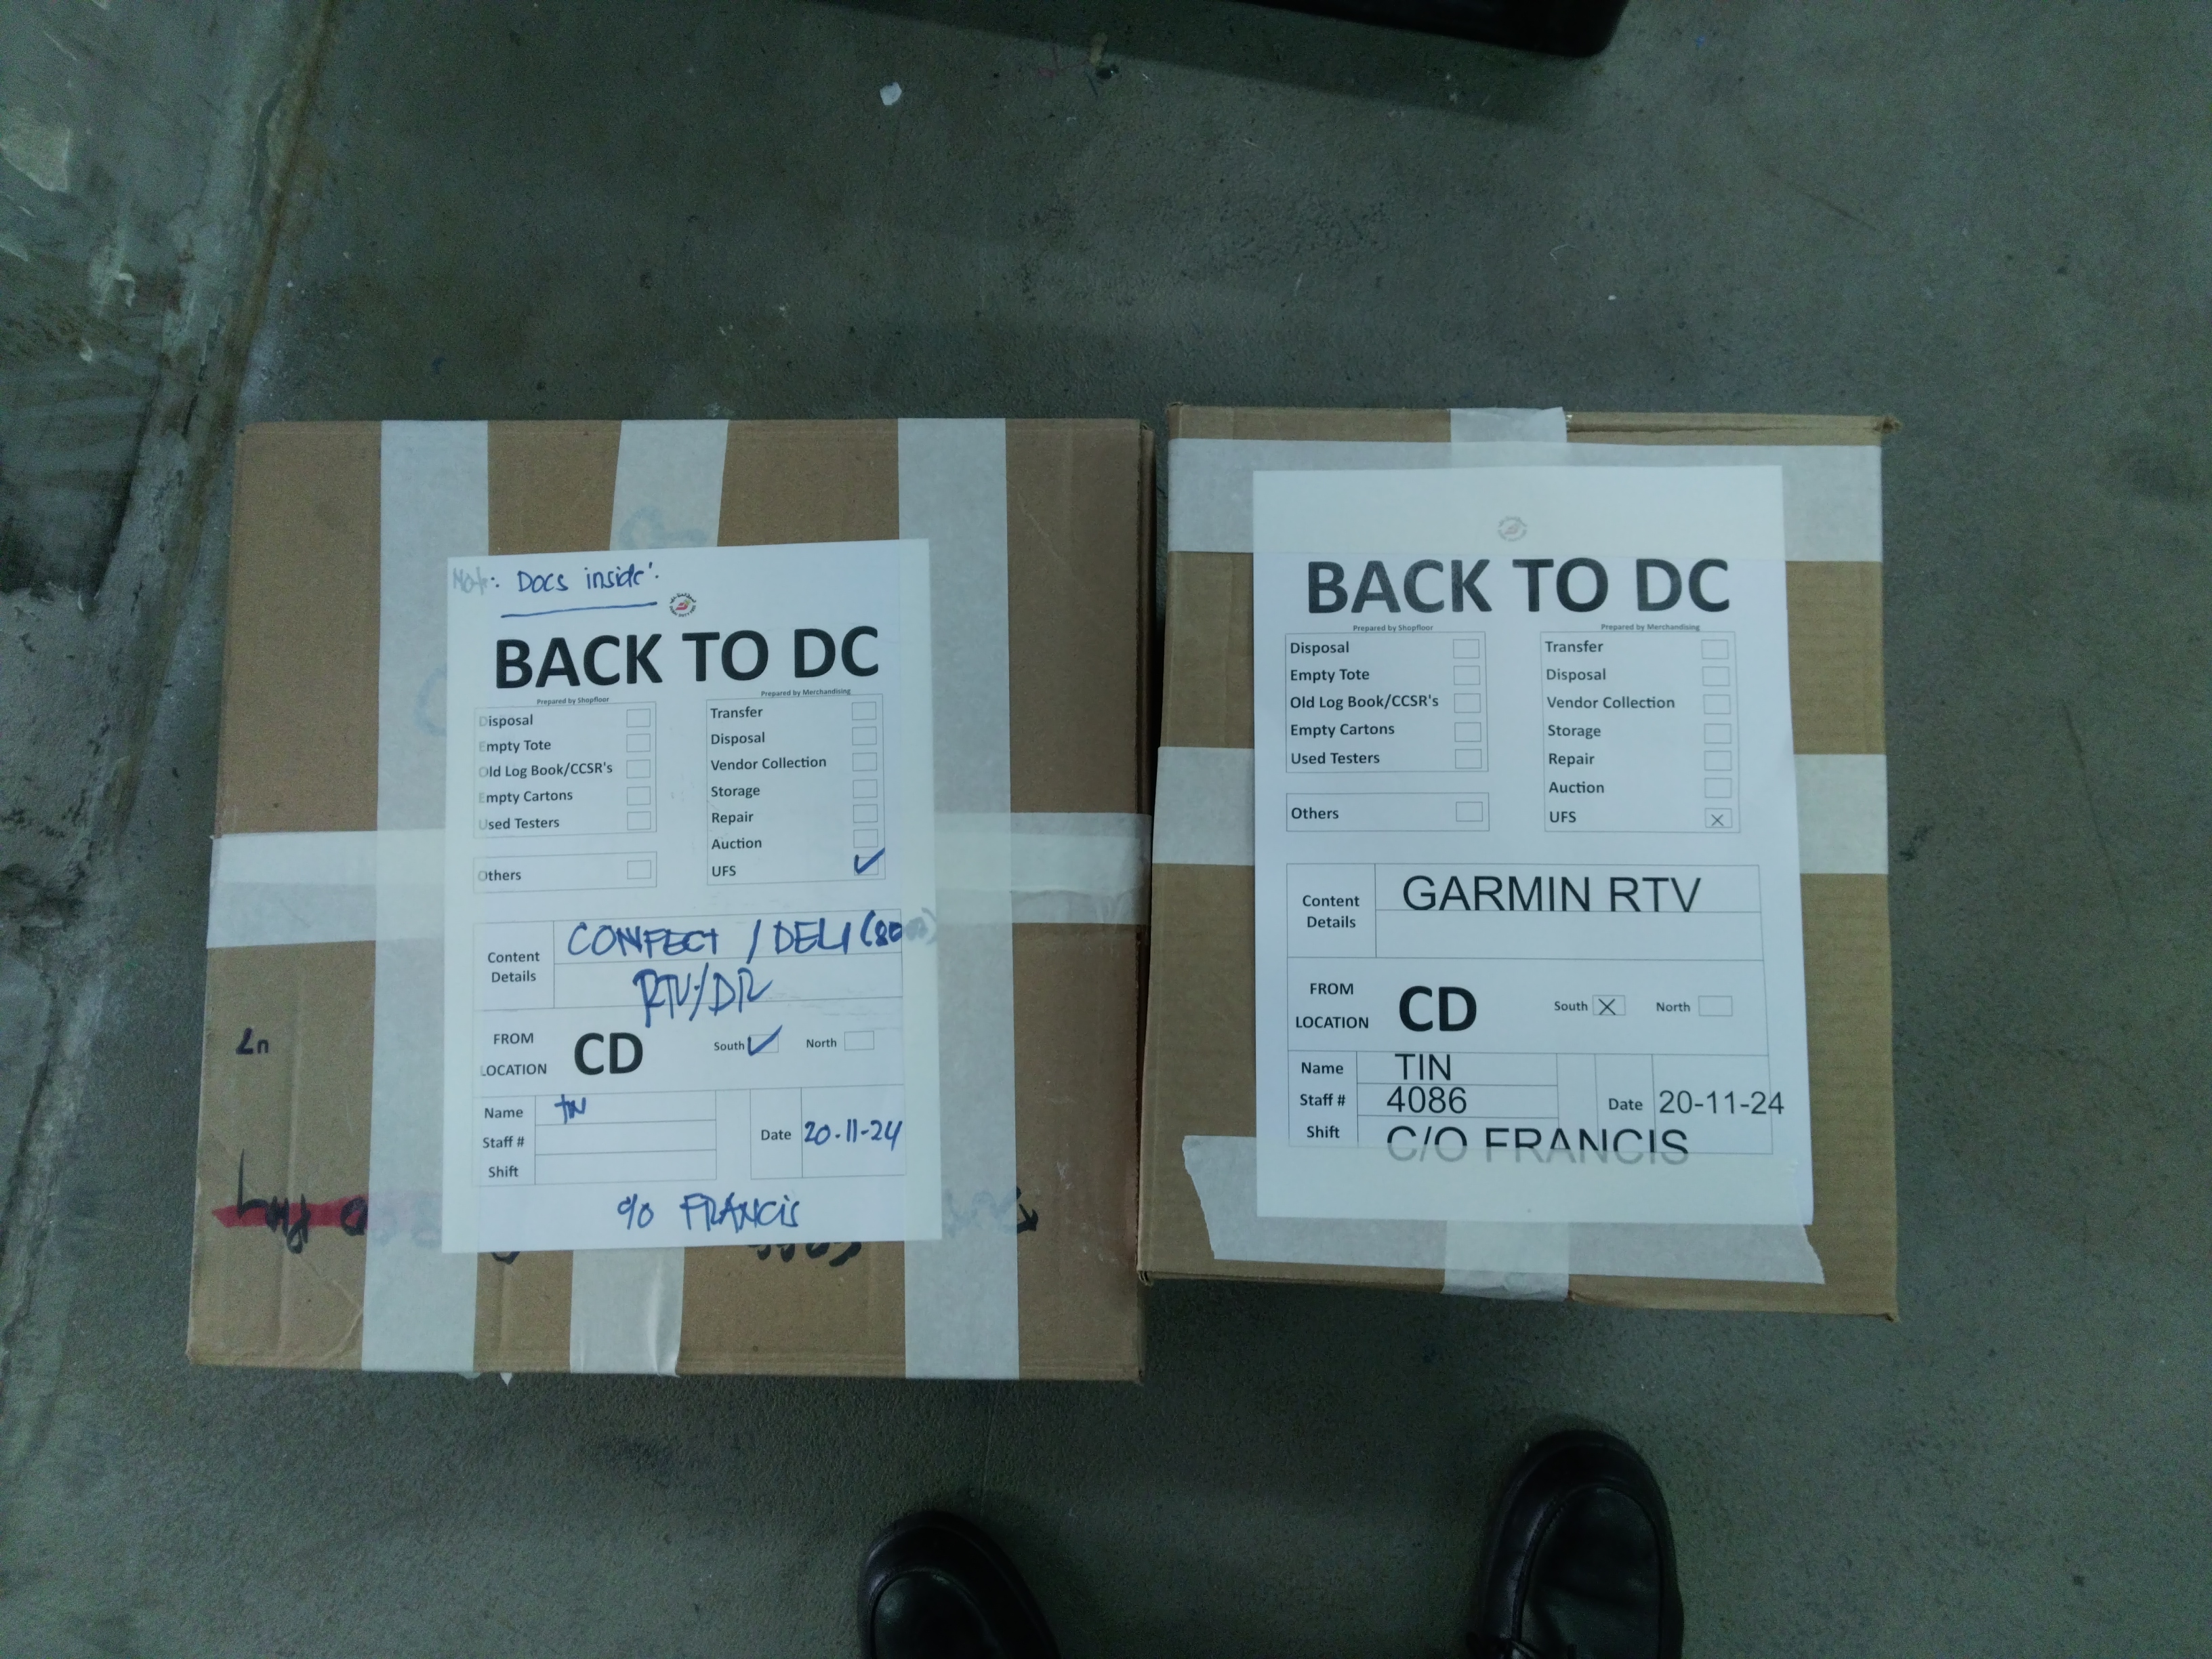 Note: Docs inside.
BACK TO DC
Prepared by Shopfloor
Prepared by Merchandising
Disposal
Empty Tote
Old Log Book/CCSR's
Empty Cartons
Used Testers
Others
Transfer
Disposal
Vendor Collection
Storage
Repair
Auction
UFS ✓
Content Details
CONFECT / DELI
RTV/DR
FROM LOCATION
CD
South ✓
North
Name TIN
Staff #
Shift
Date 20-11-24
c/o FRANCIS
Ln
BACK TO DC
Prepared by Shopfloor
Prepared by Merchandising
Disposal
Empty Tote
Old Log Book/CCSR's
Empty Cartons
Used Testers
Others
Transfer
Disposal
Vendor Collection
Storage
Repair
Auction
UFS X
Content Details
GARMIN RTV
FROM LOCATION
CD
South X
North
Name TIN
Staff # 4086
Shift
Date 20-11-24
C/O FRANCIS